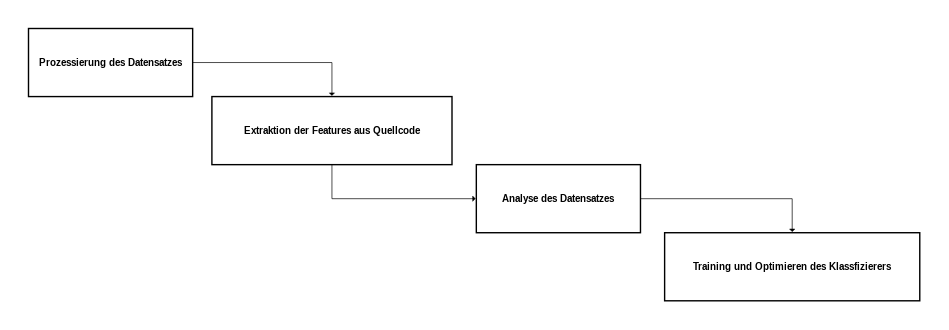 Prozessierung des Datensatzes
Extraktion der Features aus Quellcode
Analyse des Datensatzes
Training und Optimieren des Klassfizierers